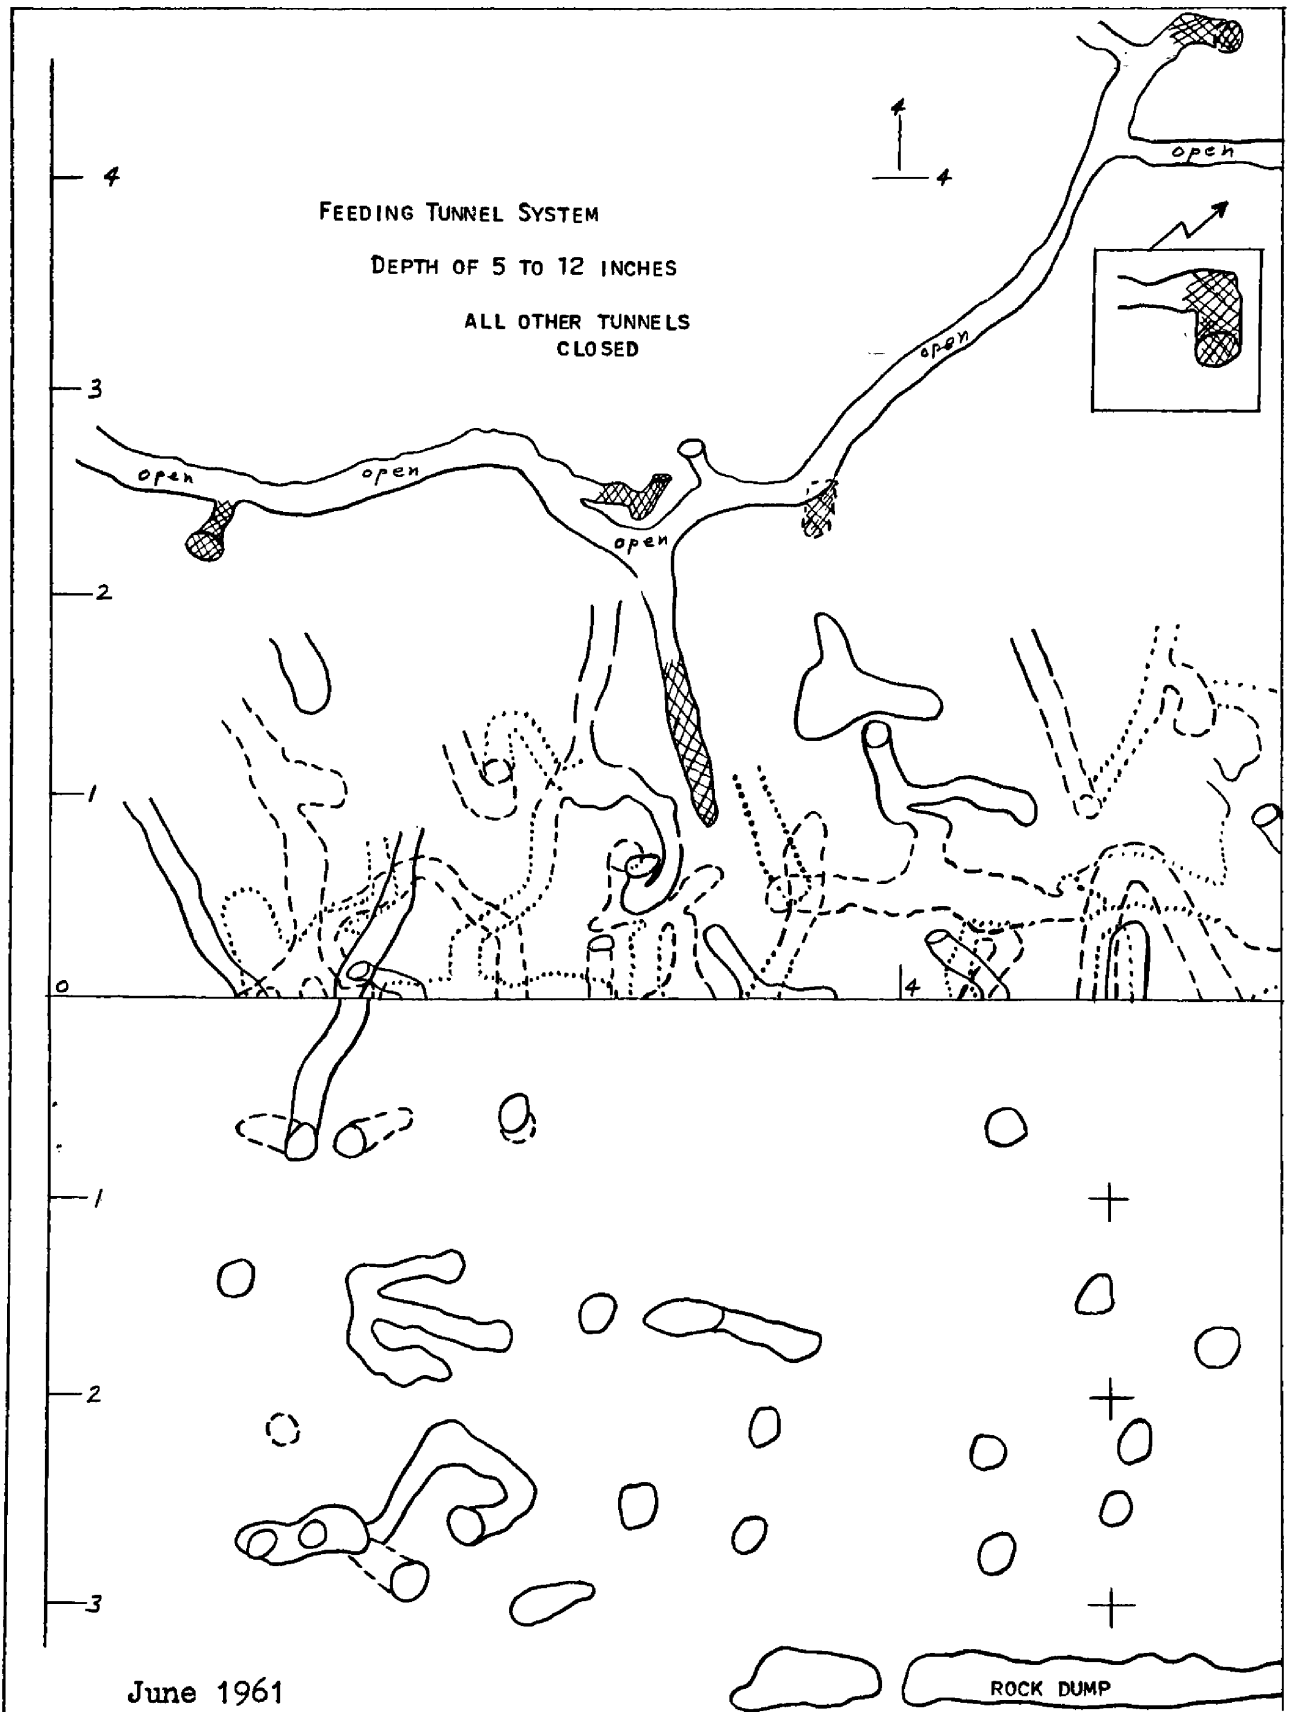 4
open
4
4
FEEDING TUNNEL SYSTEM
DEPTH OF 5 TO 12 INCHES
ALL OTHER TUNNELS
CLOSED
open
3
open
open
open
2
1
0
4
1
2
3
June 1961
ROCK DUMP